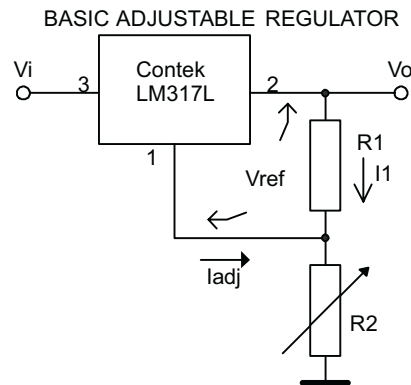 BASIC ADJUSTABLE REGULATOR
Vi
3
Contek
LM317L
2
Vo
1
R1
I1
Vref
Iadj
R2